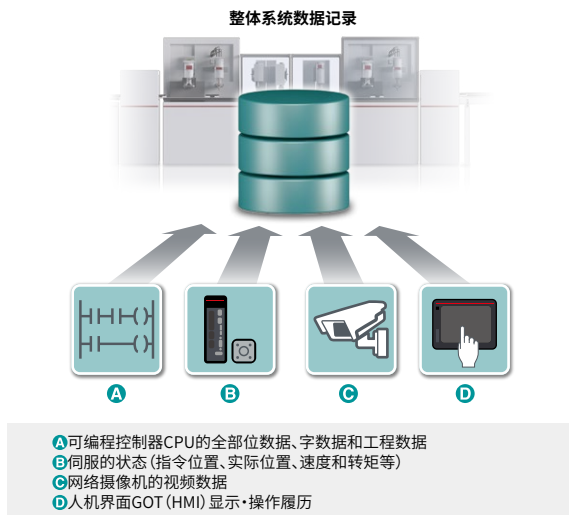 整体系统数据记录
A B C D
A可编程控制器CPU的全部位数据、字数据和工程数据
B伺服的状态（指令位置、实际位置、速度和转矩等）
C网络摄像机的视频数据
D人机界面GOT（HMI）显示・操作履历